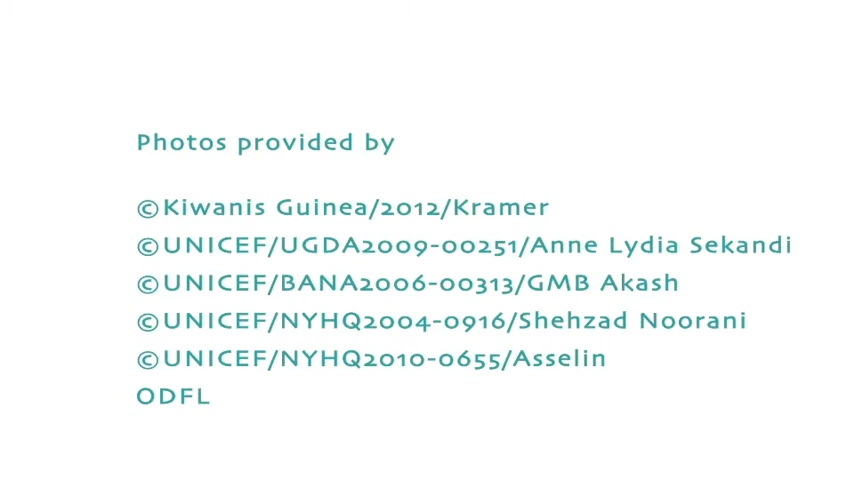 Photos provided by
©Kiwanis Guinea/2012/Kramer
©UNICEF/UGDA2009-00251/Anne Lydia Sekandi
©UNICEF/BANA2006-00313/GMB Akash
©UNICEF/NYHQ2004-0916/Shehzad Noorani
©UNICEF/NYHQ2010-0655/Asselin
ODFL